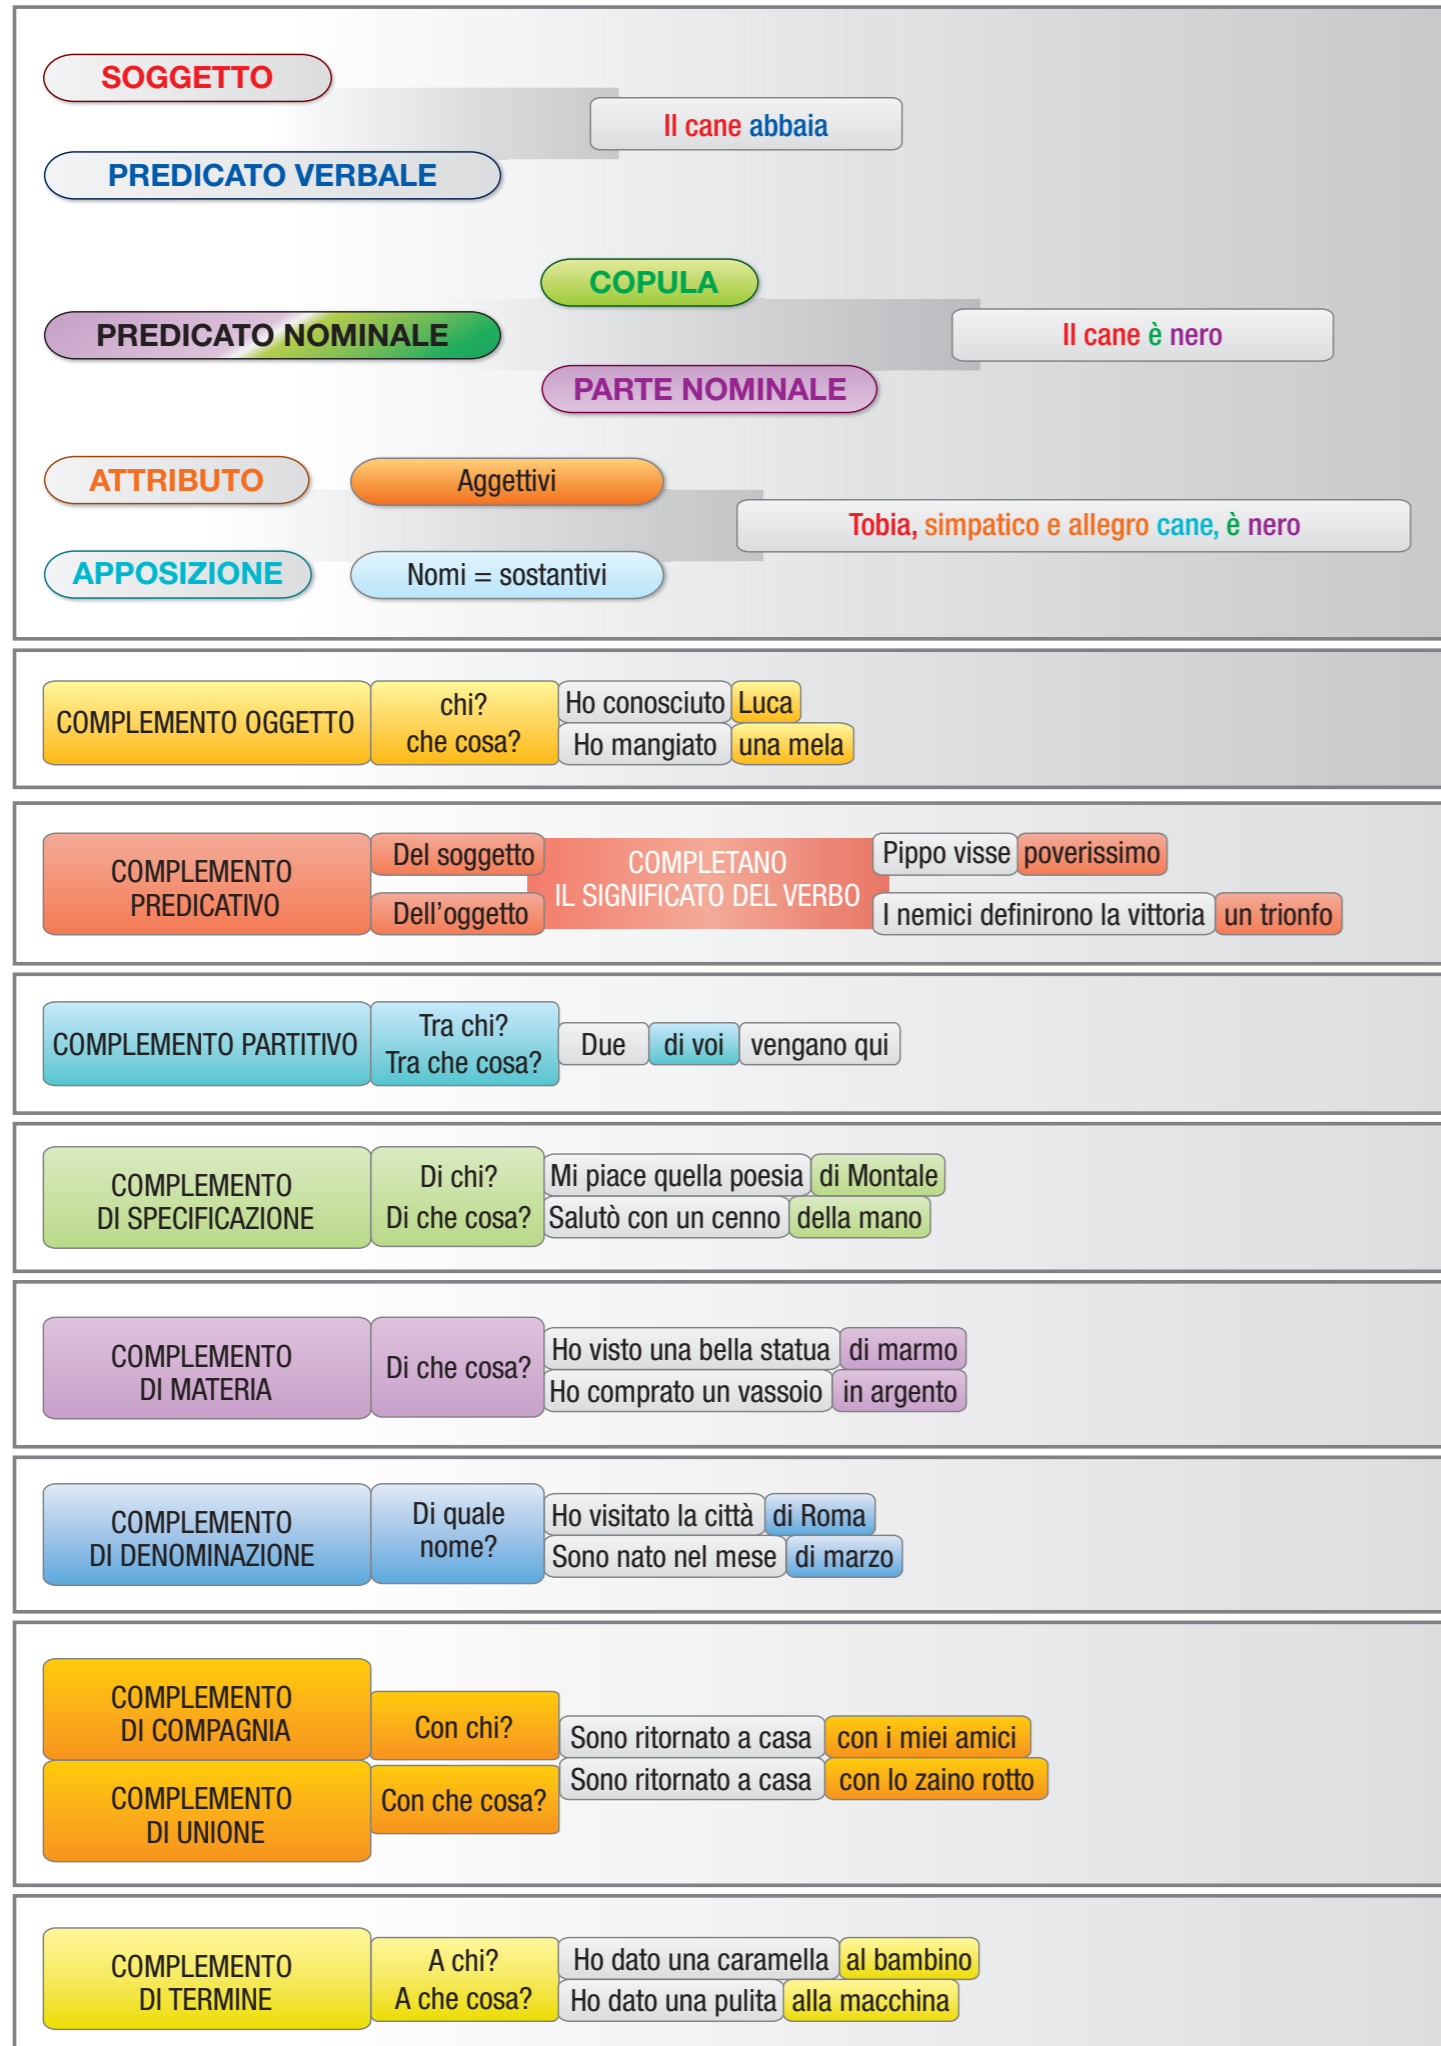 SOGGETTO
Il cane abbaia
PREDICATO VERBALE
COPULA
PREDICATO NOMINALE
Il cane è nero
PARTE NOMINALE
ATTRIBUTO
Aggettivi
Tobia, simpatico e allegro cane, è nero
APPOSIZIONE
Nomi = sostantivi
COMPLEMENTO OGGETTO
chi?
che cosa?
Ho conosciuto Luca
Ho mangiato una mela
COMPLEMENTO
PREDICATIVO
Del soggetto
Dell'oggetto
COMPLETANO
IL SIGNIFICATO DEL VERBO
Pippo visse poverissimo
I nemici definirono la vittoria un trionfo
COMPLEMENTO PARTITIVO
Tra chi?
Tra che cosa?
Due di voi vengano qui
COMPLEMENTO
DI SPECIFICAZIONE
Di chi?
Di che cosa?
Mi piace quella poesia di Montale
Salutò con un cenno della mano
COMPLEMENTO
DI MATERIA
Di che cosa?
Ho visto una bella statua di marmo
Ho comprato un vassoio in argento
COMPLEMENTO
DI DENOMINAZIONE
Di quale
nome?
Ho visitato la città di Roma
Sono nato nel mese di marzo
COMPLEMENTO
DI COMPAGNIA
Con chi?
Sono ritornato a casa con i miei amici
COMPLEMENTO
DI UNIONE
Con che cosa?
Sono ritornato a casa con lo zaino rotto
COMPLEMENTO
DI TERMINE
A chi?
A che cosa?
Ho dato una caramella al bambino
Ho dato una pulita alla macchina